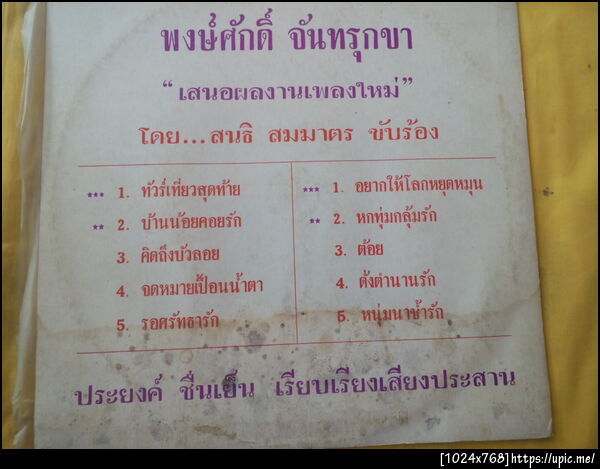 พงษ์ศักดิ์ จันทรุกขา
“เสนอผลงานเพลงใหม่”
โดย...สนธิ สมมาตร ขับร้อง
*** 1. ทัวร์เที่ยวสุดท้าย
** 2. บ้านน้อยคอยรัก
3. คิดถึงบัวลอย
4. จดหมายเปื้อนน้ำตา
5. รอศรัทธารัก
*** 1. อยากให้โลกหยุดหมุน
** 2. หกทุ่มกลุ้มรัก
3. ต้อย
4. ดั่งตำนานรัก
5. หนุ่มนาช้ำรัก
ประยงค์ ชื่นเย็น เรียบเรียงเสียงประสาน
[1024x768]https://upic.me/